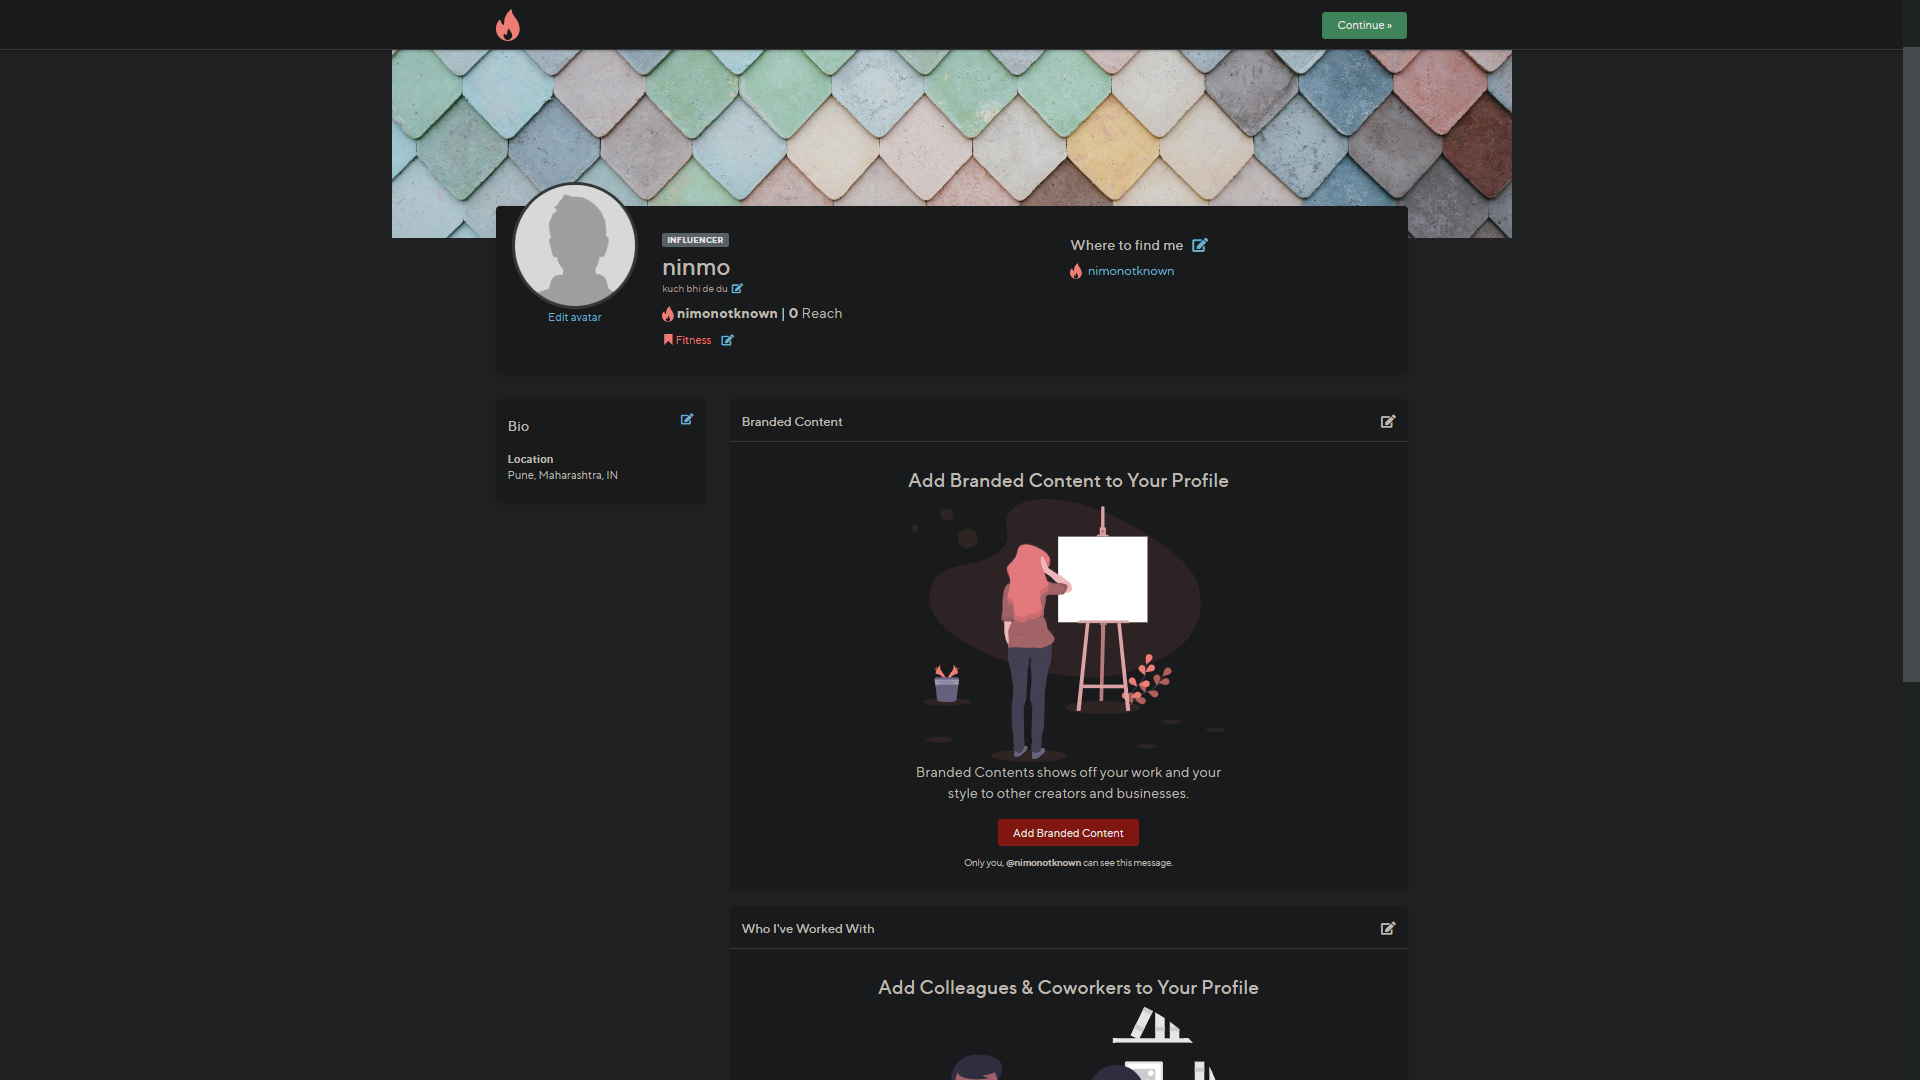 Continue »
INFLUENCER
ninmo
kuch bhi de du
nimonotknown | 0 Reach
Fitness
Edit avatar
Where to find me
nimonotknown
Bio
Location
Pune, Maharashtra, IN
Branded Content
Add Branded Content to Your Profile
Branded Contents shows off your work and your
style to other creators and businesses.
Add Branded Content
Only you, @nimonotknown can see this message.
Who I've Worked With
Add Colleagues & Coworkers to Your Profile